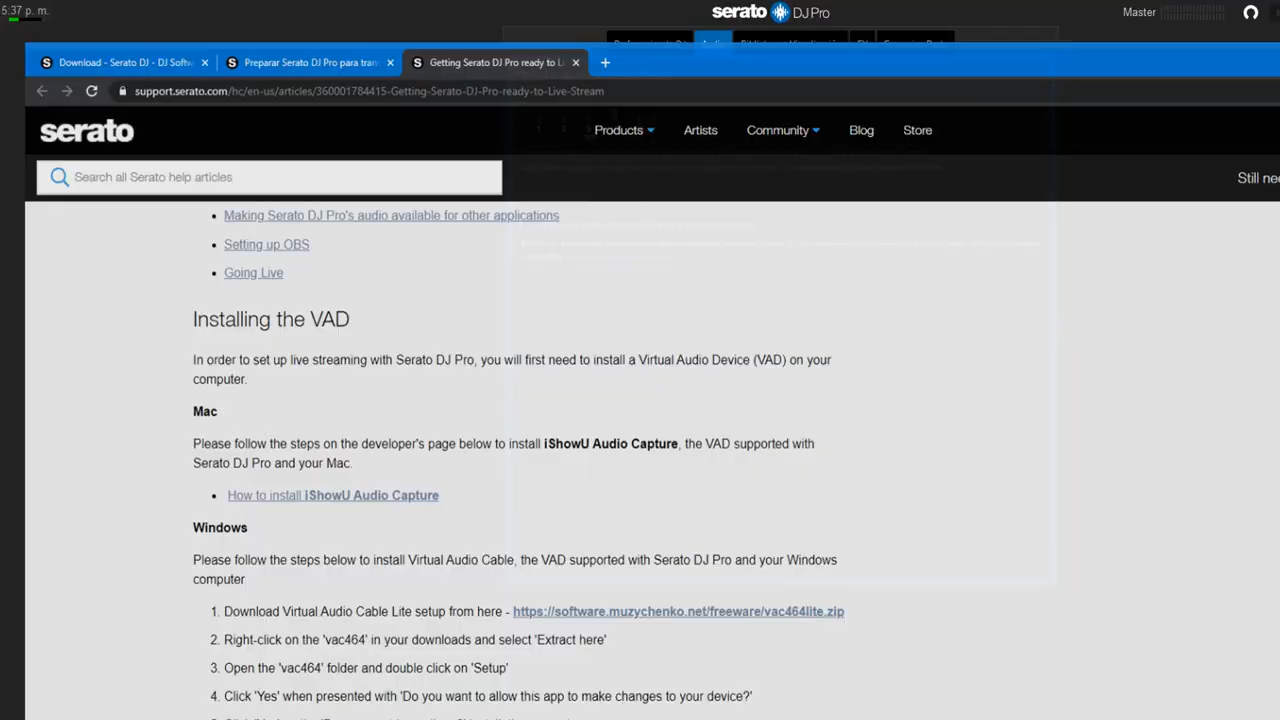 5.37 p. m.
serato DJ Pro
Master
Download - Serato DJ - DJ Softw
Preparar Serato DJ Pro para tran
Getting Serato DJ Pro ready to L
support.serato.com/hc/en-us/articles/360001784415-Getting-Serato-DJ-Pro-ready-to-Live-Stream
serato
Products
Artists
Community
Blog
Store
Search all Serato help articles
Still nee
Making Serato DJ Pro's audio available for other applications
Setting up OBS
Going Live
Installing the VAD
In order to set up live streaming with Serato DJ Pro, you will first need to install a Virtual Audio Device (VAD) on your
computer.
Mac
Please follow the steps on the developer's page below to install iShowU Audio Capture, the VAD supported with
Serato DJ Pro and your Mac.
How to install iShowU Audio Capture
Windows
Please follow the steps below to install Virtual Audio Cable, the VAD supported with Serato DJ Pro and your Windows
computer
1. Download Virtual Audio Cable Lite setup from here - https://software.muzychenko.net/freeware/vac464lite.zip
2. Right-click on the 'vac464' in your downloads and select 'Extract here'
3. Open the 'vac464' folder and double click on 'Setup'
4. Click 'Yes' when presented with 'Do you want to allow this app to make changes to your device?'